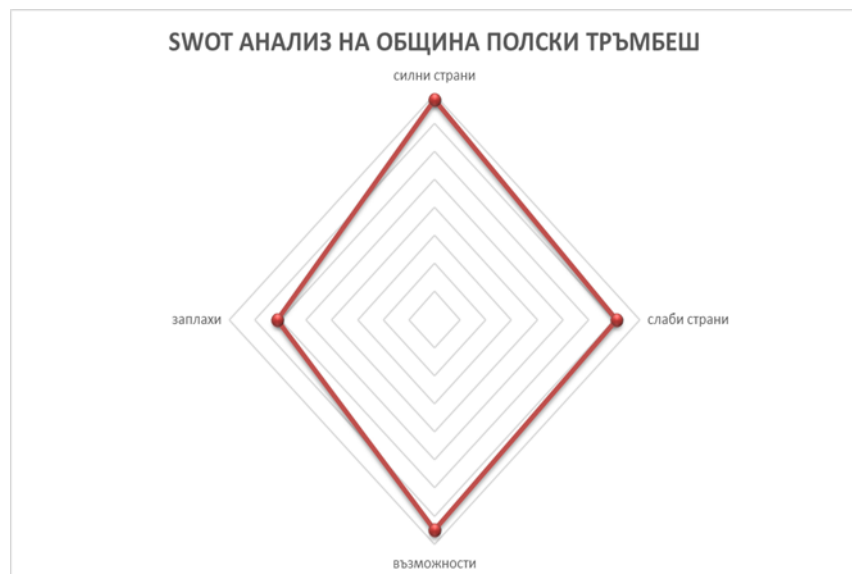 SWOT АНАЛИЗ НА ОБЩИНА ПОЛСКИ ТРЪМБЕШ
силни страни
заплахи
слаби страни
възможности